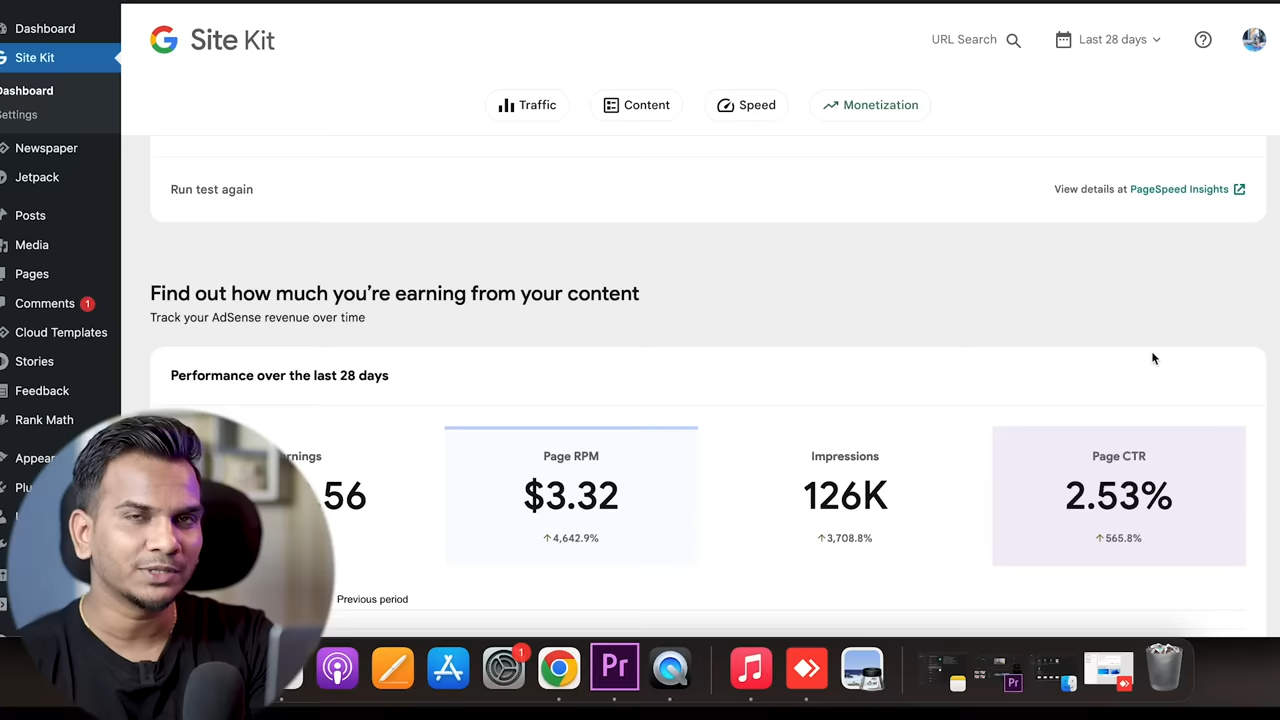 Dashboard
Site Kit
URL Search
Last 28 days
Site Kit
Dashboard
Settings
Traffic
Content
Speed
Monetization
Newspaper
Jetpack
Run test again
View details at PageSpeed Insights
Posts
Media
Pages
Find out how much you’re earning from your content
Comments 1
Track your AdSense revenue over time
Cloud Templates
Stories
Performance over the last 28 days
Feedback
Rank Math
Page RPM
Impressions
Page CTR
56
$3.32
126K
2.53%
4,642.9%
3,708.8%
565.8%
Previous period
1
Pr